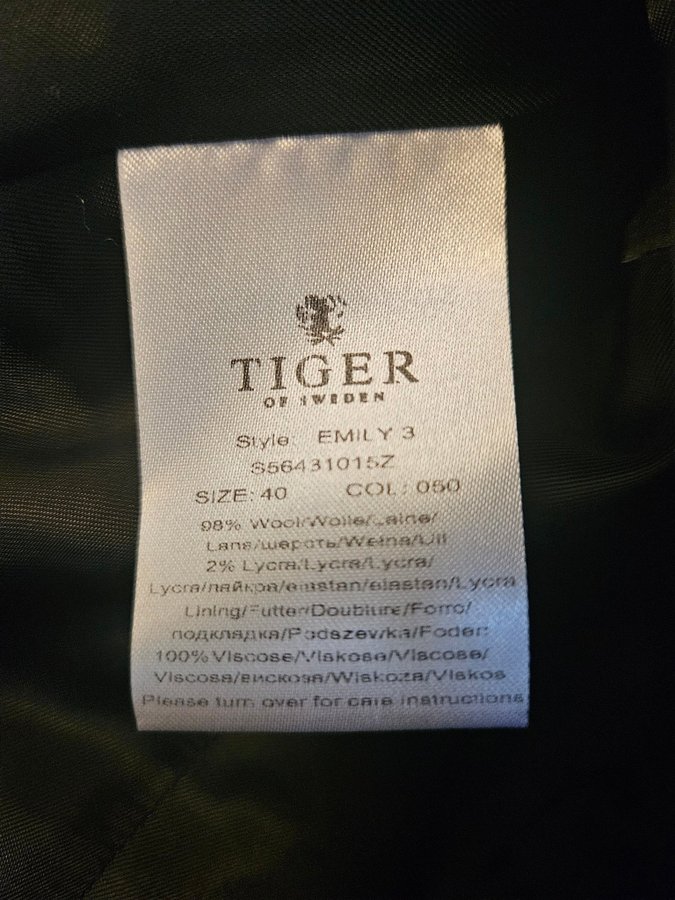 TIGER
OF SWEDEN
Style: EMILY 3
S56431015Z
SIZE: 40 COL: 050
98% Wool/Wolle/Laine/
Lana/шерсть/Wełna/Ull
2% Lycra/Lycra/Lycra/
Lycra/лайкра/elastan/elastan/Lycra
Lining/Futter/Doublure/Forro/
подкладка/Podszewka/Foder:
100% Viscose/Viskose/Viscose/
Viscosa/вискоза/Wiskoza/Viskos
Please turn over for care instructions